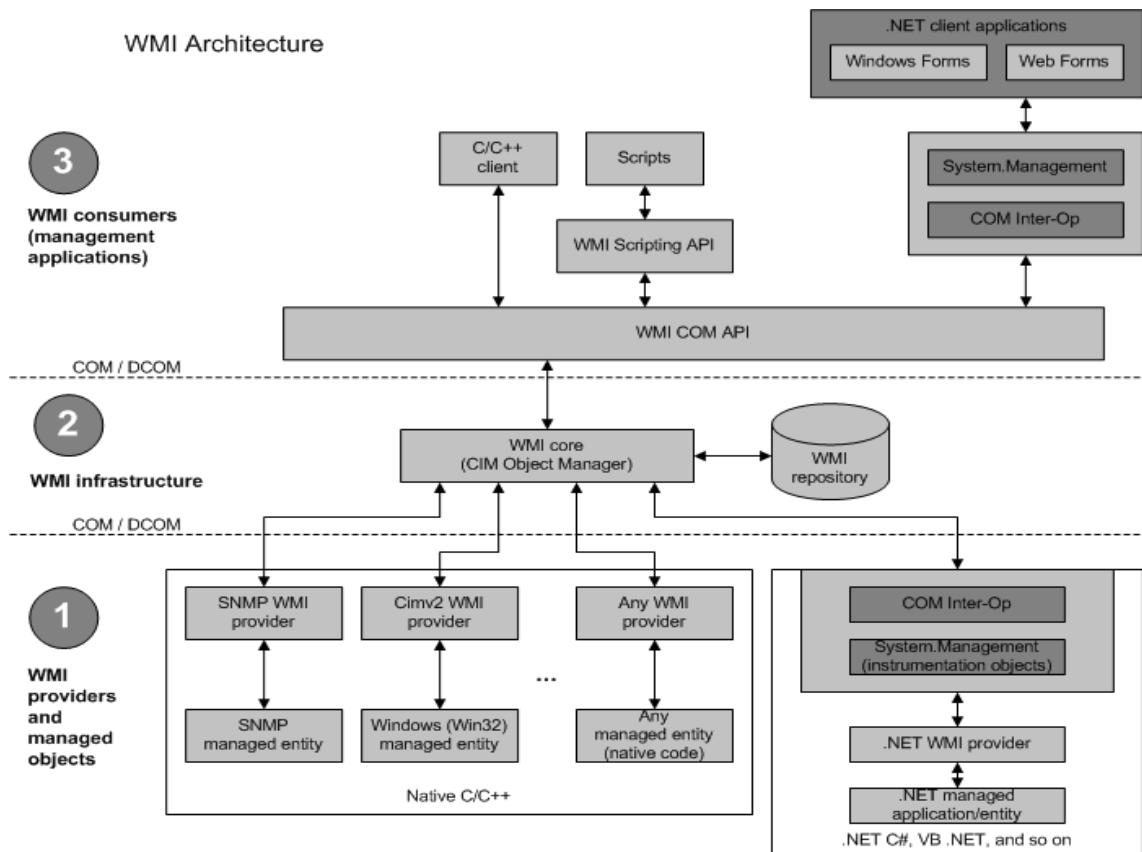 WMI Architecture
.NET client applications
Windows Forms
Web Forms
3
WMI consumers
(management
applications)
C/C++
client
Scripts
System.Management
COM Inter-Op
WMI Scripting API
WMI COM API
COM / DCOM
2
WMI infrastructure
WMI core
(CIM Object Manager)
WMI
repository
COM / DCOM
1
WMI
providers
and
managed
objects
SNMP WMI
provider
Cimv2 WMI
provider
Any WMI
provider
...
SNMP
managed entity
Windows (Win32)
managed entity
Any
managed entity
(native code)
Native C/C++
COM Inter-Op
System.Management
(instrumentation objects)
.NET WMI provider
.NET managed
application/entity
.NET C#, VB .NET, and so on